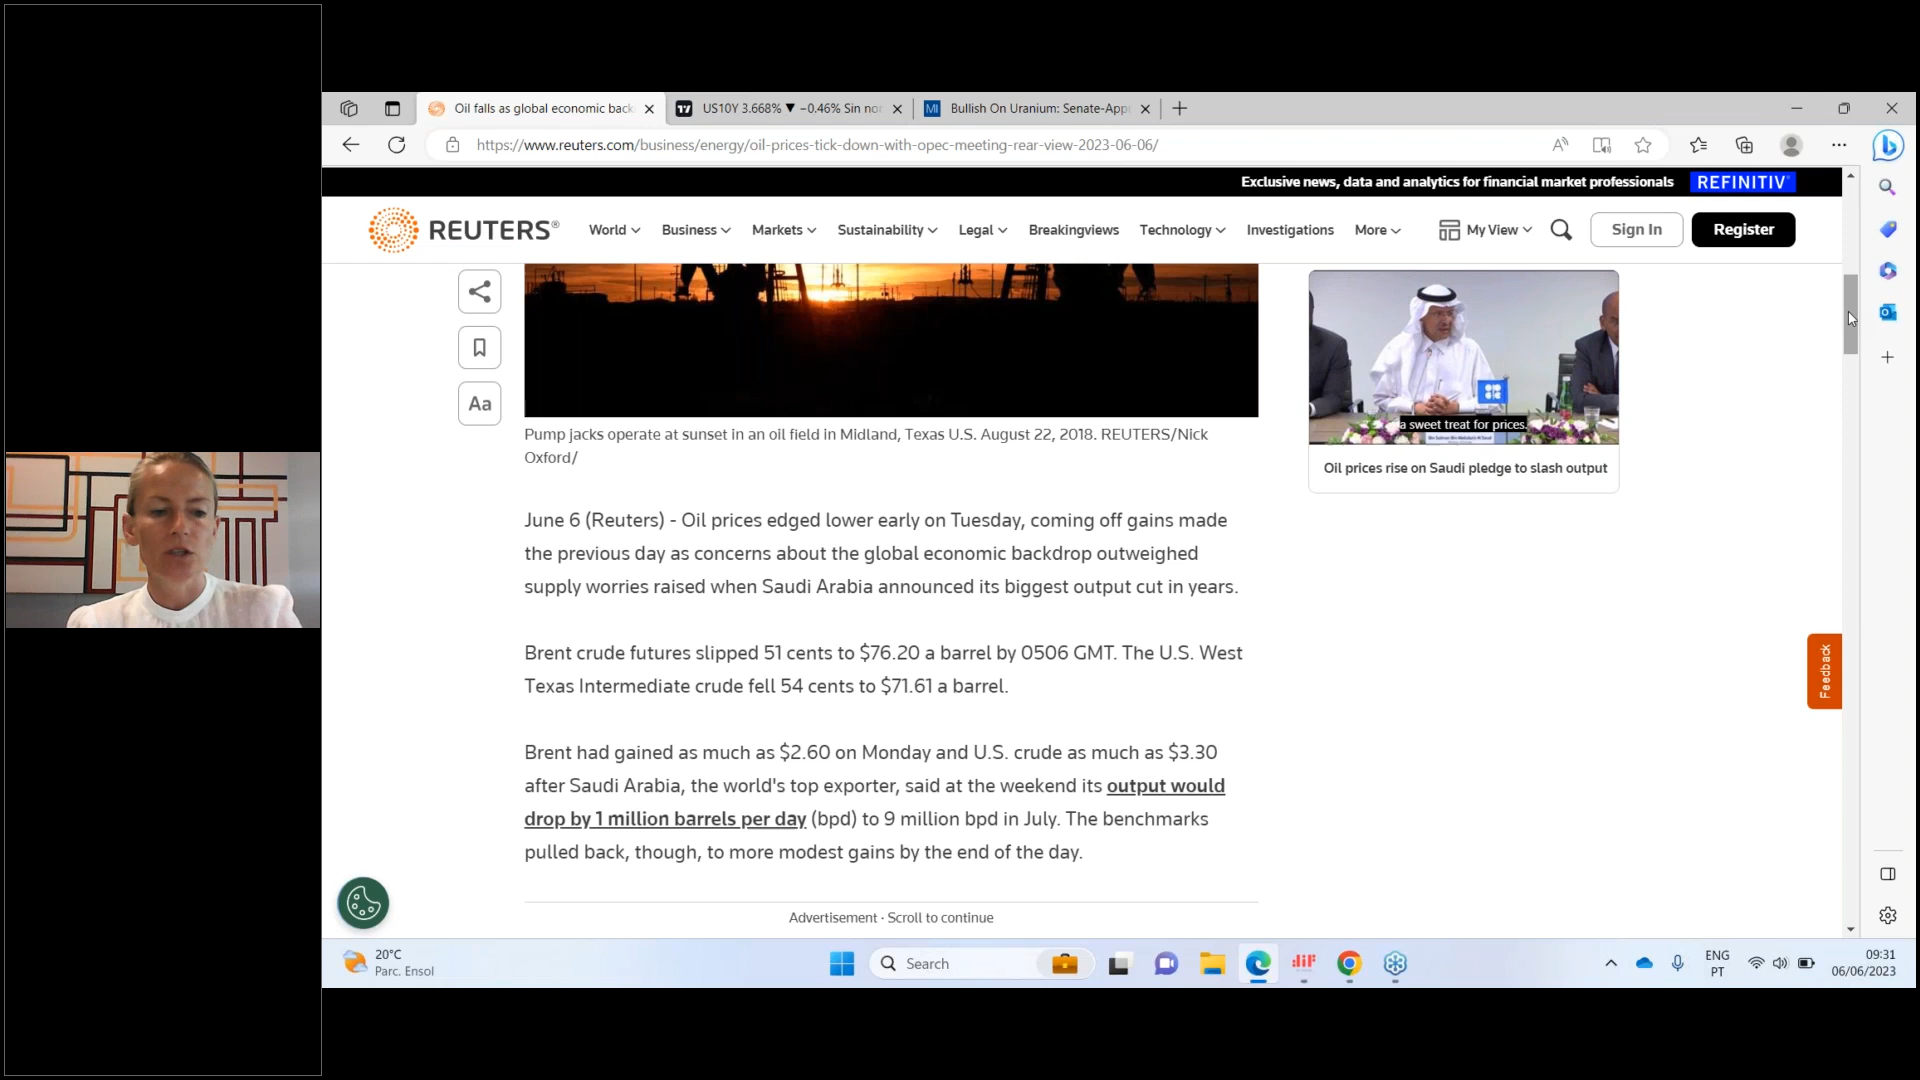 Oil falls as global economic back
US10Y 3.668% ▼ −0.46% Sin nor
Bullish On Uranium: Senate-App
https://www.reuters.com/business/energy/oil-prices-tick-down-with-opec-meeting-rear-view-2023-06-06/
Exclusive news, data and analytics for financial market professionals REFINITIV
REUTERS®
World Business Markets Sustainability Legal Breakingviews Technology Investigations More
My View Sign In Register
Aa
Pump jacks operate at sunset in an oil field in Midland, Texas U.S. August 22, 2018. REUTERS/Nick
Oxford/
a sweet treat for prices.
Oil prices rise on Saudi pledge to slash output
June 6 (Reuters) - Oil prices edged lower early on Tuesday, coming off gains made
the previous day as concerns about the global economic backdrop outweighed
supply worries raised when Saudi Arabia announced its biggest output cut in years.
Brent crude futures slipped 51 cents to $76.20 a barrel by 0506 GMT. The U.S. West
Texas Intermediate crude fell 54 cents to $71.61 a barrel.
Brent had gained as much as $2.60 on Monday and U.S. crude as much as $3.30
after Saudi Arabia, the world's top exporter, said at the weekend its output would
drop by 1 million barrels per day (bpd) to 9 million bpd in July. The benchmarks
pulled back, though, to more modest gains by the end of the day.
Advertisement · Scroll to continue
Feedback
20°C
Parc. Ensol
Search
ENG
PT
09:31
06/06/2023